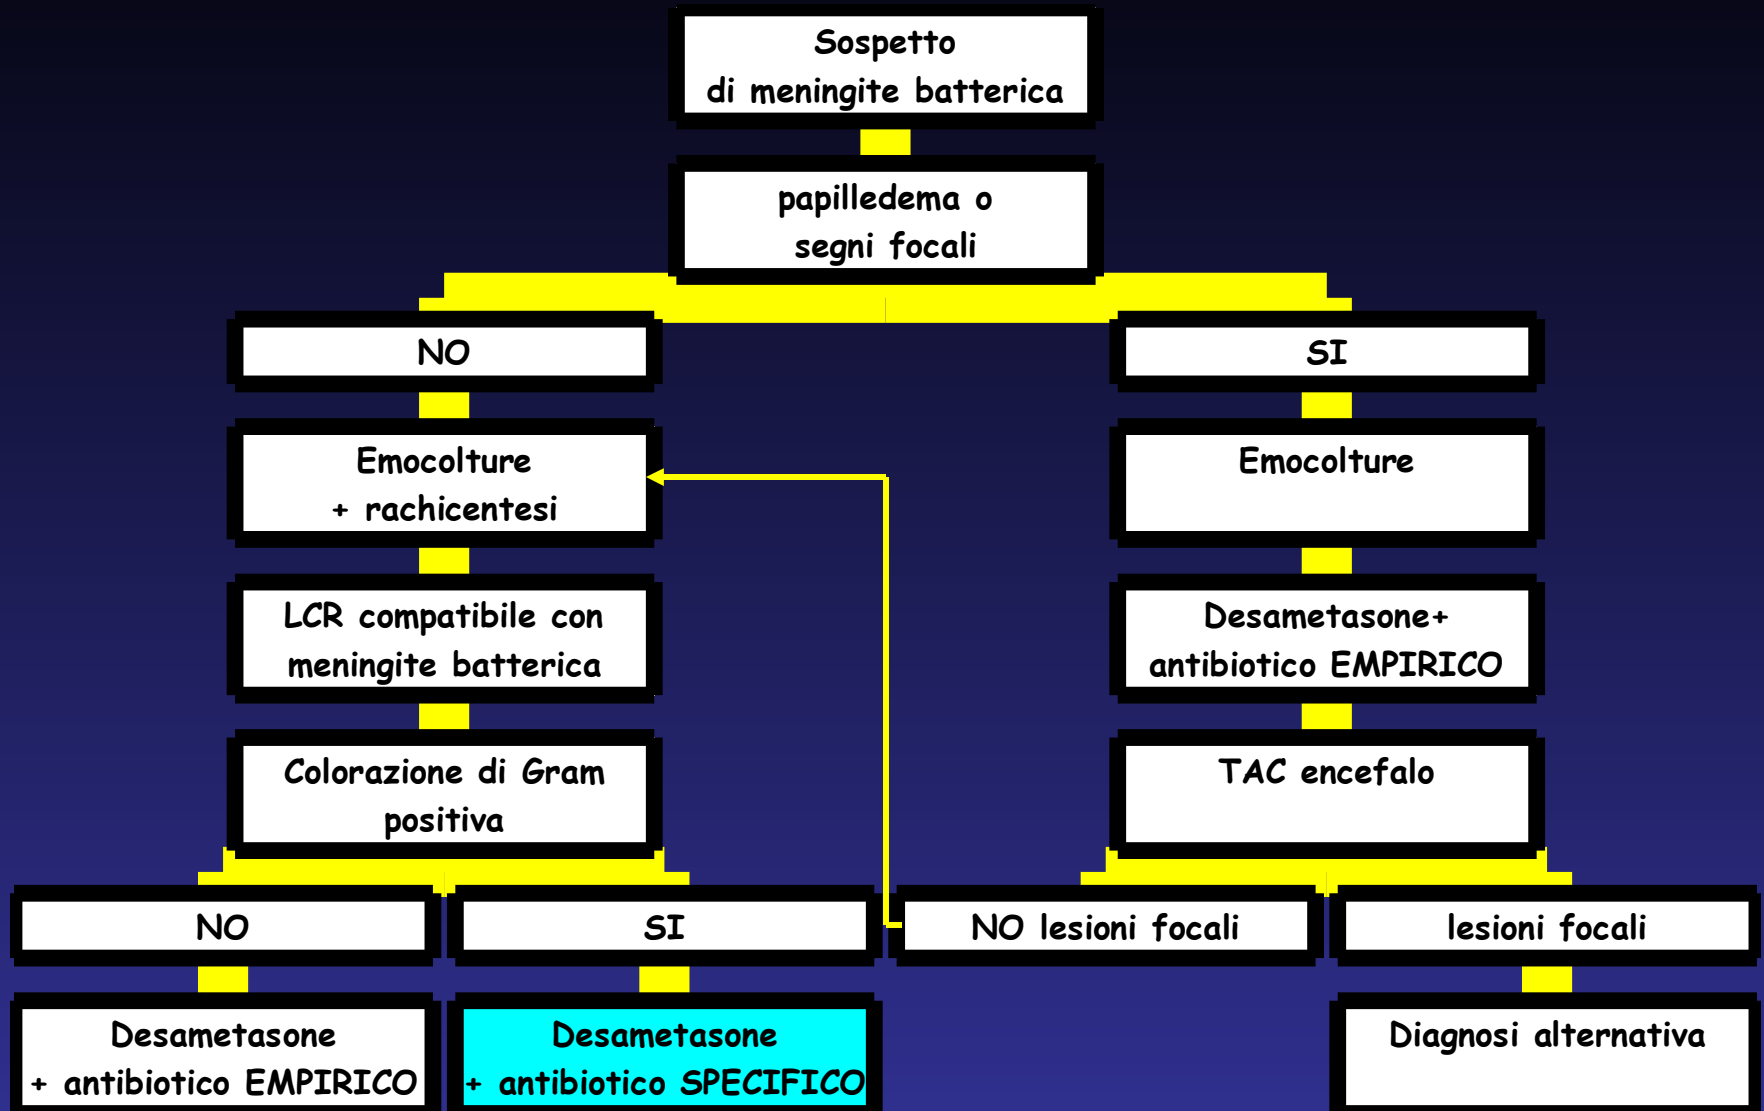 Sospetto
di meningite batterica
papilledema o
segni focali
NO
SI
Emocolture
+ rachicentesi
Emocolture
LCR compatibile con
meningite batterica
Desametasone+
antibiotico EMPIRICO
Colorazione di Gram
positiva
TAC encefalo
NO
SI
NO lesioni focali
lesioni focali
Desametasone
+ antibiotico EMPIRICO
Desametasone
+ antibiotico SPECIFICO
Diagnosi alternativa